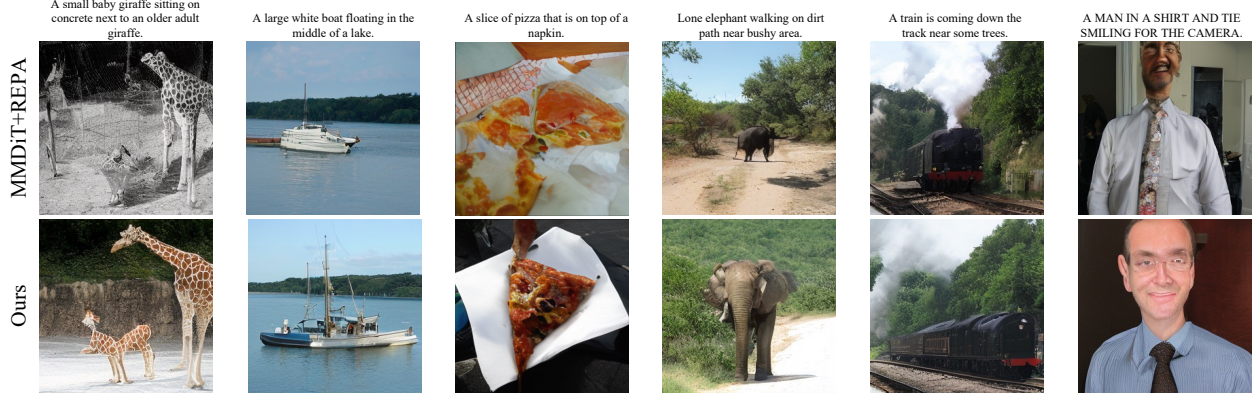 A small baby giraffe sitting on
concrete next to an older adult
giraffe.
A large white boat floating in the
middle of a lake.
A slice of pizza that is on top of a
napkin.
Lone elephant walking on dirt
path near bushy area.
A train is coming down the
track near some trees.
A MAN IN A SHIRT AND TIE
SMILING FOR THE CAMERA.
MMDiT+REPA
Ours